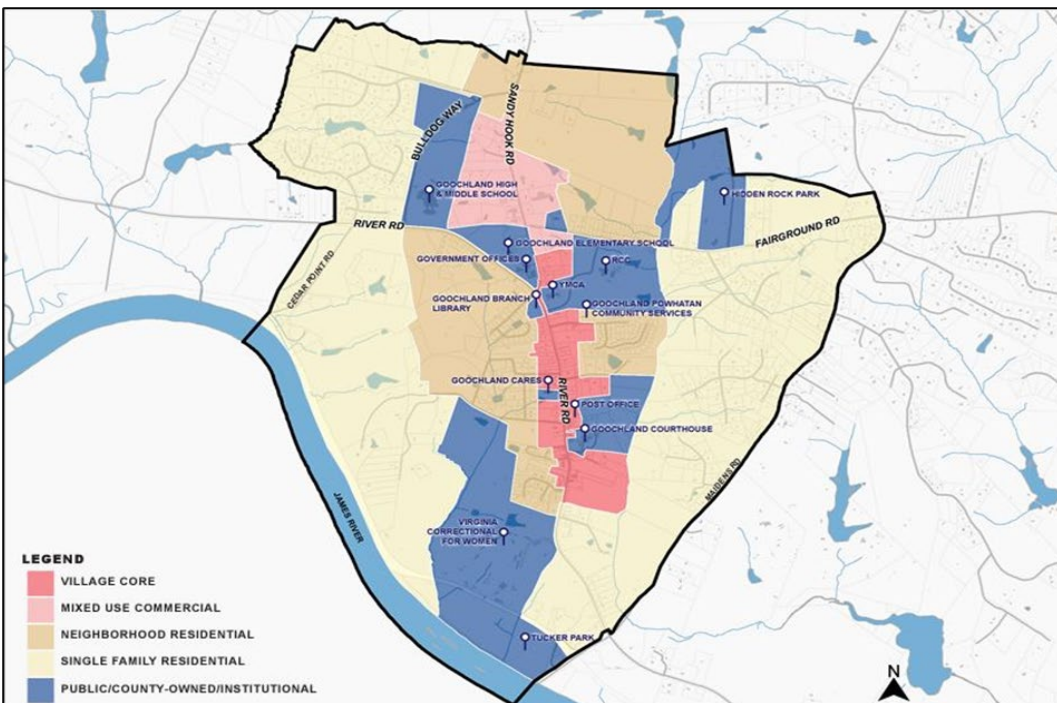 SANDY HOOK RD
BULLDOG WAY
GOOCHLAND HIGH
& MIDDLE SCHOOL
HIDDEN ROCK PARK
RIVER RD
FAIRGROUND RD
GOOCHLAND ELEMENTARY SCHOOL
GOVERNMENT OFFICES
RCC
CEDAR POINT RD
YMCA
GOOCHLAND BRANCH
LIBRARY
GOOCHLAND POWHATAN
COMMUNITY SERVICES
GOOCHLAND CARES
RIVER RD
POST OFFICE
GOOCHLAND COURTHOUSE
MAIDENS RD
JAMES RIVER
VIRGINIA
CORRECTIONAL
FOR WOMEN
TUCKER PARK
LEGEND
VILLAGE CORE
MIXED USE COMMERCIAL
NEIGHBORHOOD RESIDENTIAL
SINGLE FAMILY RESIDENTIAL
PUBLIC/COUNTY-OWNED/INSTITUTIONAL
N